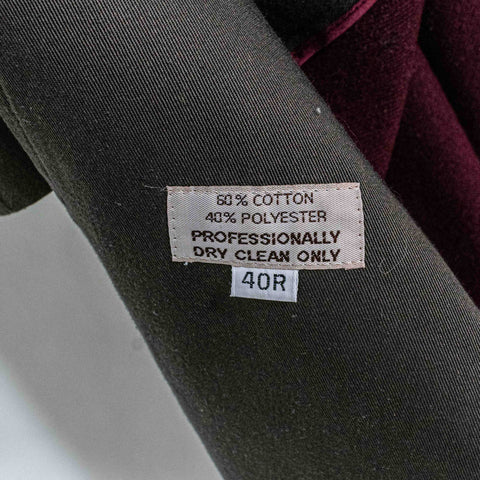 60% COTTON
40% POLYESTER
PROFESSIONALLY
DRY CLEAN ONLY
40R